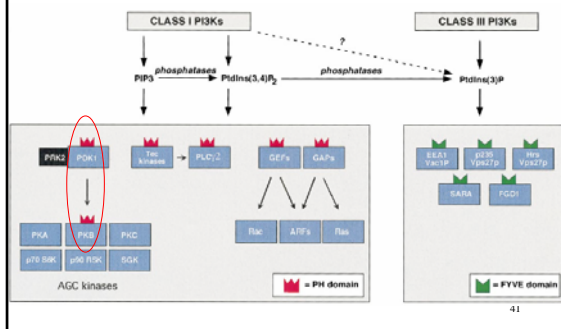 CLASS I PI3Ks
CLASS III PI3Ks
?
phosphatases
phosphatases
PIP3
PtdIns(3,4)P2
PtdIns(3)P
PRK2
PDK1
Tec kinases
PLCγ2
GEFs
GAPs
EEA1 Vac1P
p235 Vps27p
Hrs Vps27p
SARA
FGD1
PKA
PKB
PKC
Rac
ARFs
Ras
p70 S6K
p90 RSK
SGK
AGC kinases
= PH domain
= FYVE domain
41